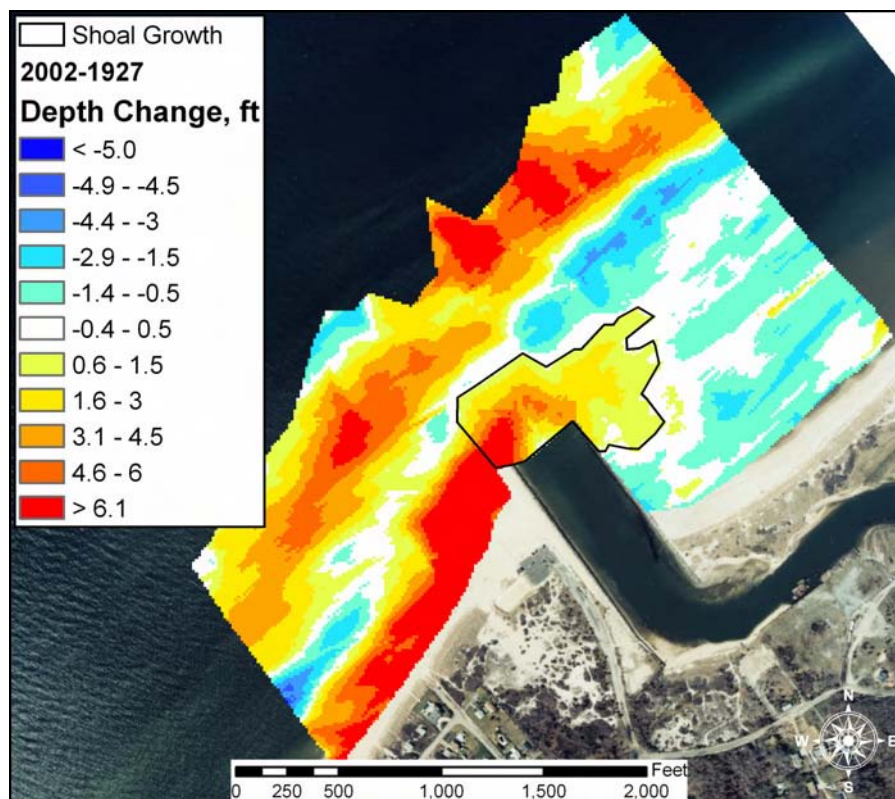 Shoal Growth
2002-1927
Depth Change, ft
< -5.0
-4.9 - -4.5
-4.4 - -3
-2.9 - -1.5
-1.4 - -0.5
-0.4 - 0.5
0.6 - 1.5
1.6 - 3
3.1 - 4.5
4.6 - 6
> 6.1
N
W E
S
Feet
0 250 500 1,000 1,500 2,000